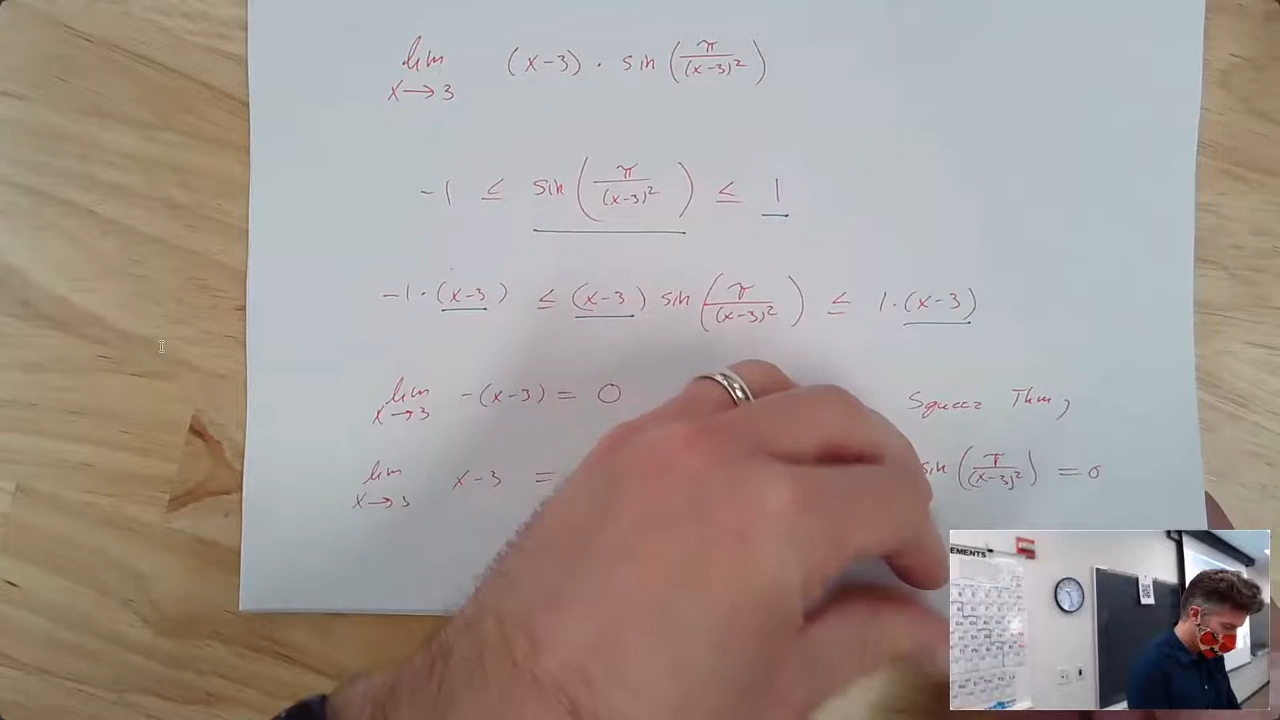 lim x→3 (x-3) · sin(π/(x-3)²)
-1 ≤ sin(π/(x-3)²) ≤ 1
-1·(x-3) ≤ (x-3) sin(π/(x-3)²) ≤ 1·(x-3)
lim x→3 -(x-3) = 0
Squeez Thm,
lim x→3 x-3 =
sin(π/(x-3)²) = 0
EMENTS